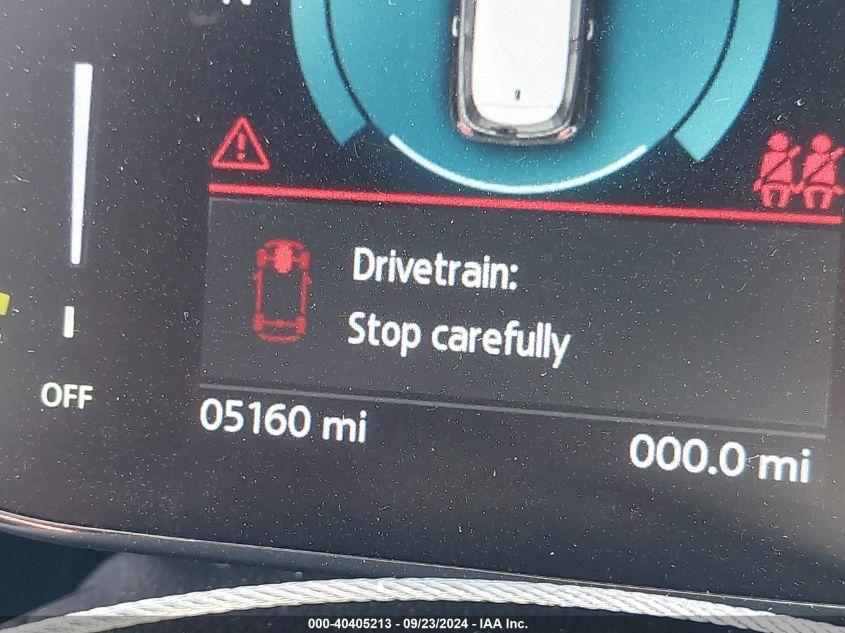 Drivetrain:
Stop carefully
OFF
05160 mi
000.0 mi
000-40405213 - 09/23/2024 - IAA Inc.